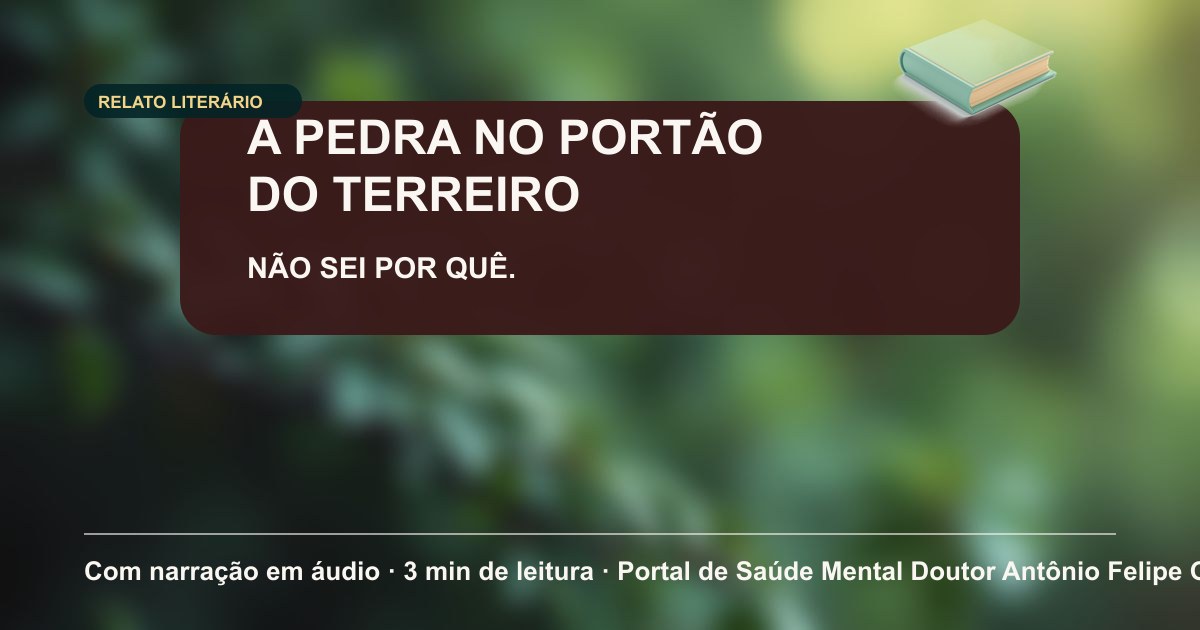 RELATO LITERÁRIO
A PEDRA NO PORTÃO
DO TERREIRO
NÃO SEI POR QUÊ.
Com narração em áudio · 3 min de leitura · Portal de Saúde Mental Doutor Antônio Felipe